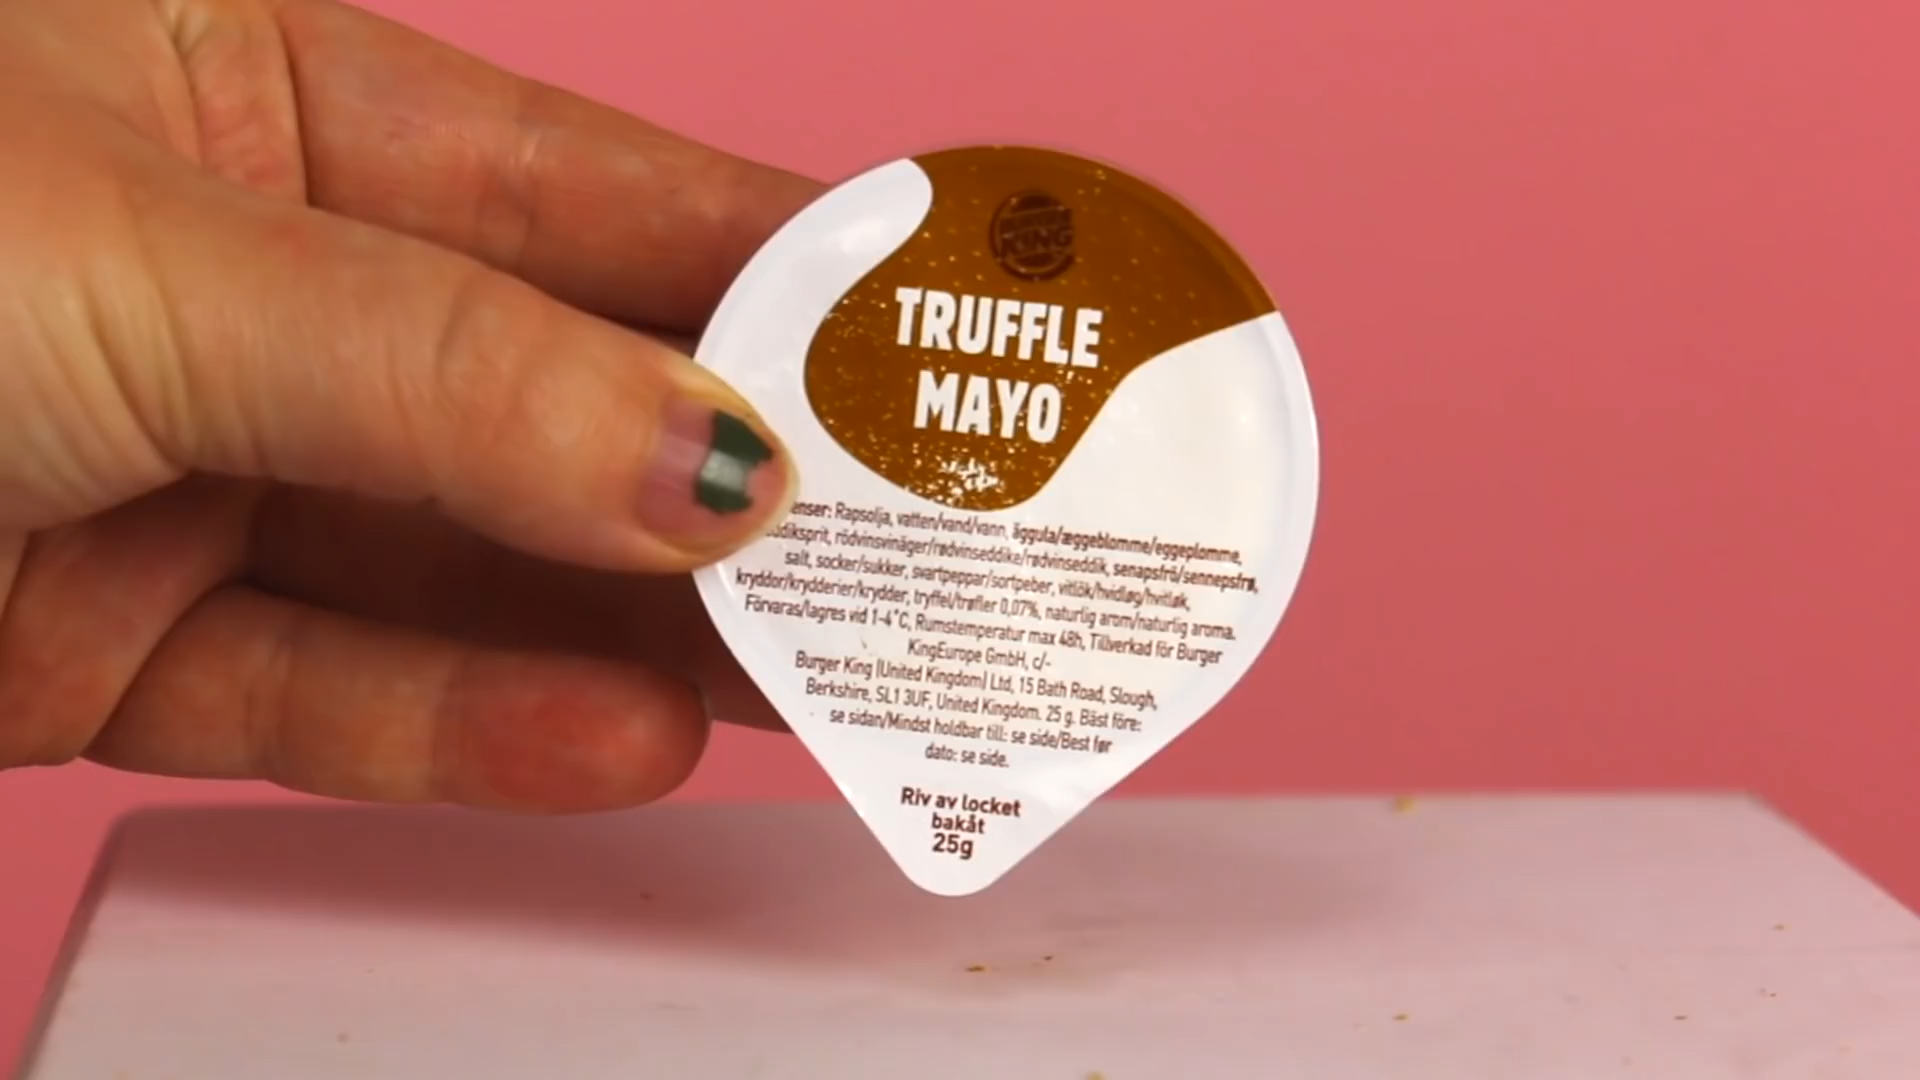 BURGER
KING
TRUFFLE
MAYO
enser: Rapsolja, vatten/vand/vann, äggula/æggeblomme/eggeplomme,
ddiksprit, rödvinsvinäger/rødvinseddike/rødvinseddik, senapsfrö/sennepsfrø,
salt, socker/sukker, svartpeppar/sortpeber, vitlök/hvidløg/hvitløk,
kryddor/krydderier/krydder, tryffel/trøfler 0,07%, naturlig arom/naturlig aroma.
Förvaras/lagres vid 1-4°C, Rumstemperatur max 48h, Tillverkad för Burger
KingEurope GmbH, c/-
Burger King (United Kingdom) Ltd, 15 Bath Road, Slough,
Berkshire, SL1 3UF, United Kingdom. 25 g. Bäst före:
se sidan/Mindst holdbar till: se side/Best før
dato: se side.
Riv av locket
bakåt
25g